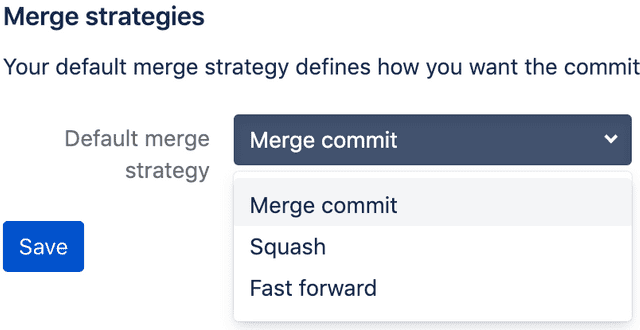 Merge strategies
Your default merge strategy defines how you want the commit
Default merge
strategy
Merge commit
Merge commit
Squash
Fast forward
Save